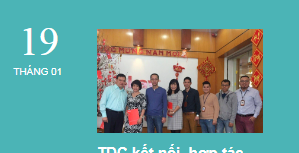 19
THÁNG 01
TDC kết nối, hợp tác